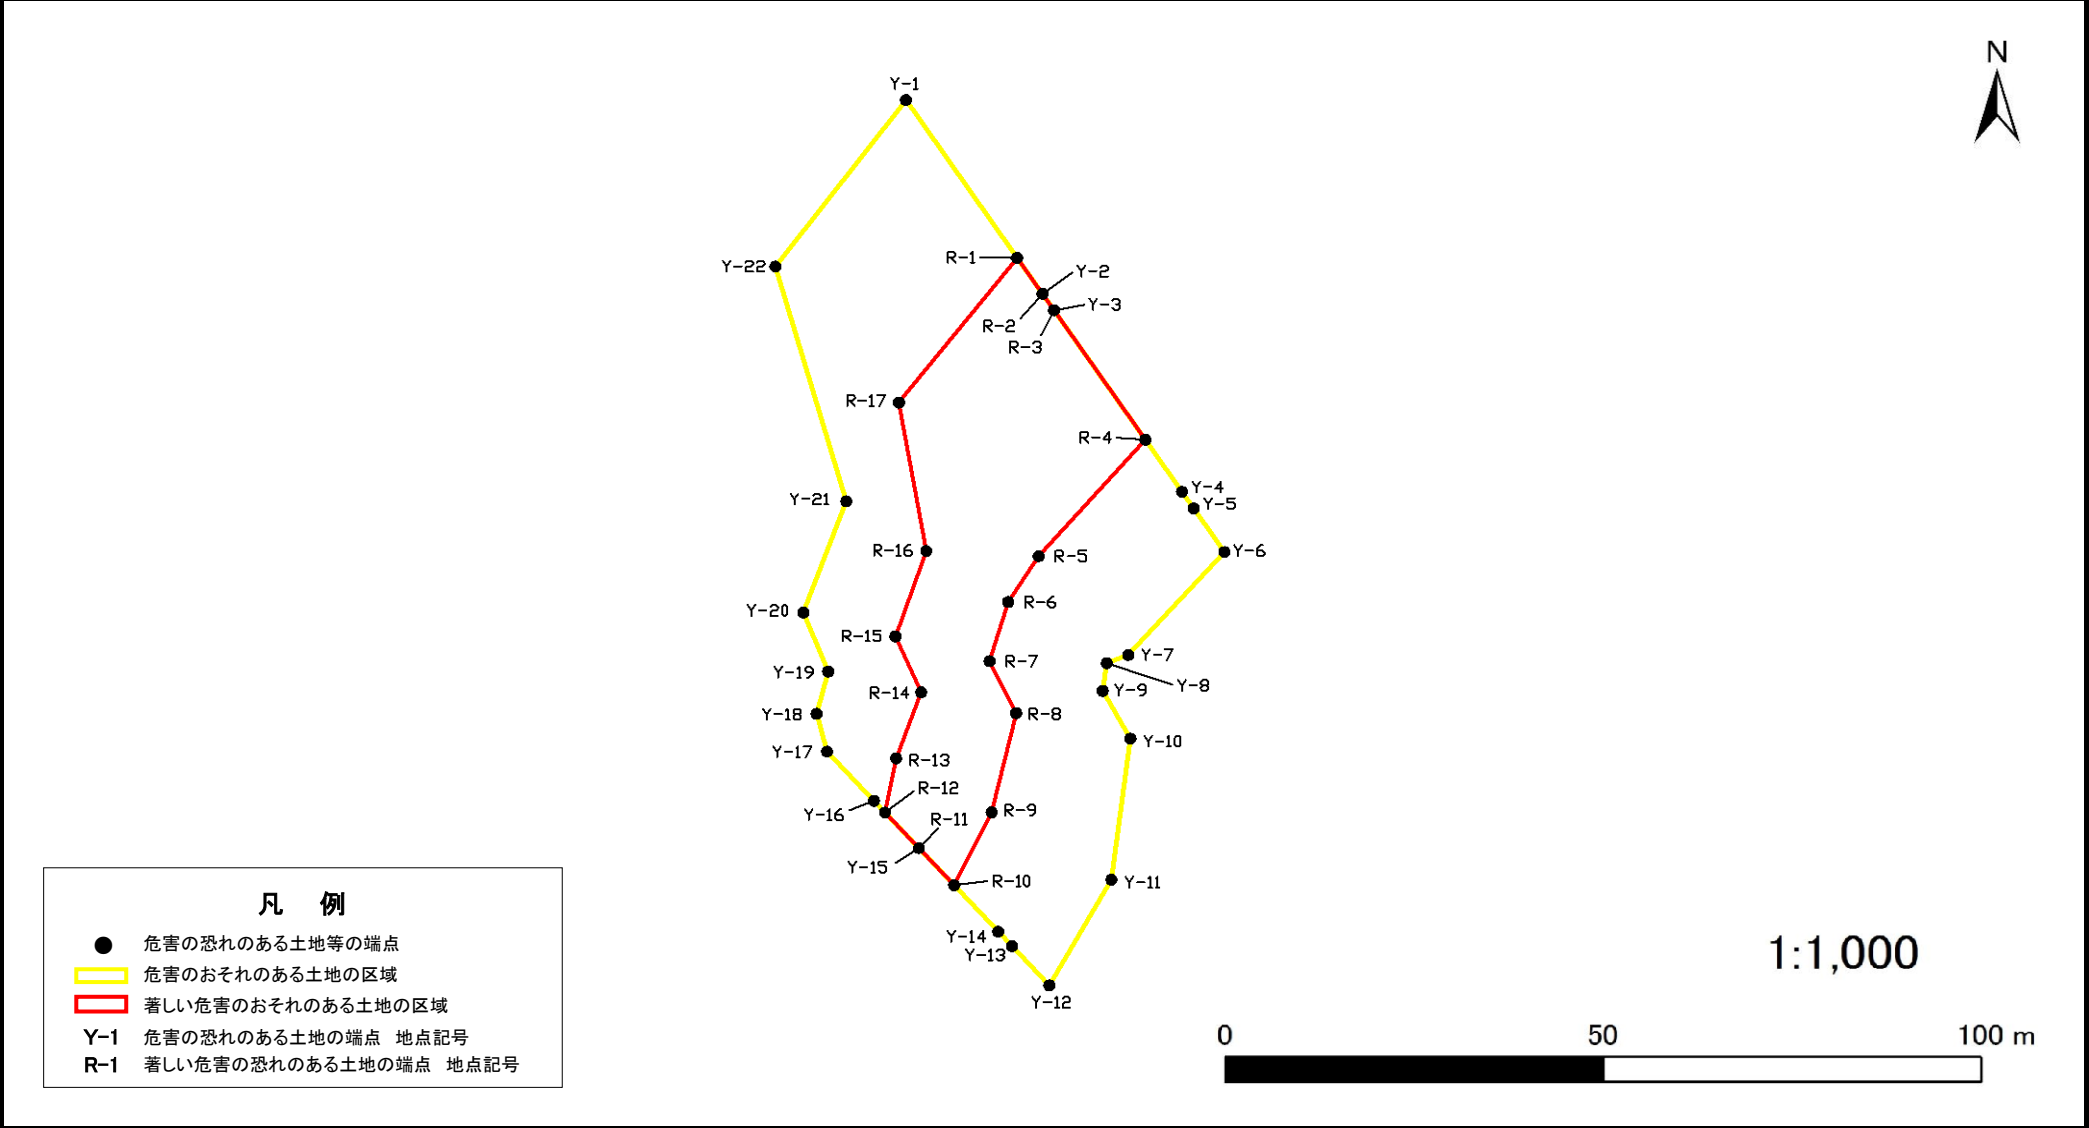 N
Y-1
Y-22
R-1
Y-2
Y-3
R-2
R-3
R-17
R-4
Y-4
Y-21
Y-5
R-16
Y-6
R-5
R-6
Y-20
R-15
Y-7
R-7
Y-19
Y-8
R-14
Y-9
Y-18
R-8
Y-10
Y-17
R-13
R-12
Y-16
R-9
R-11
Y-15
R-10
Y-11
Y-14
Y-13
Y-12
凡 例
危害の恐れのある土地等の端点
危害のおそれのある土地の区域
著しい危害のおそれのある土地の区域
Y-1 危害の恐れのある土地の端点 地点記号
R-1 著しい危害の恐れのある土地の端点 地点記号
1:1,000
0 50 100 m